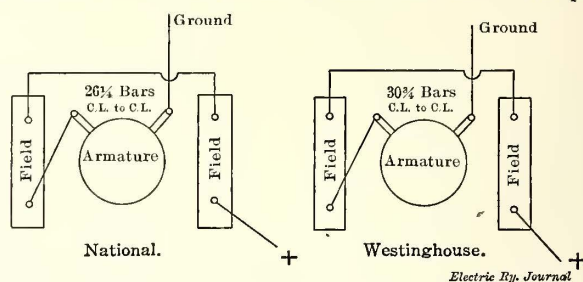 Ground
26¼ Bars
C.L. to C.L.
Field
Armature
Field
National.
+
Ground
30¾ Bars
C.L. to C.L.
Field
Armature
Field
Westinghouse.
+
Electric Ry. Journal